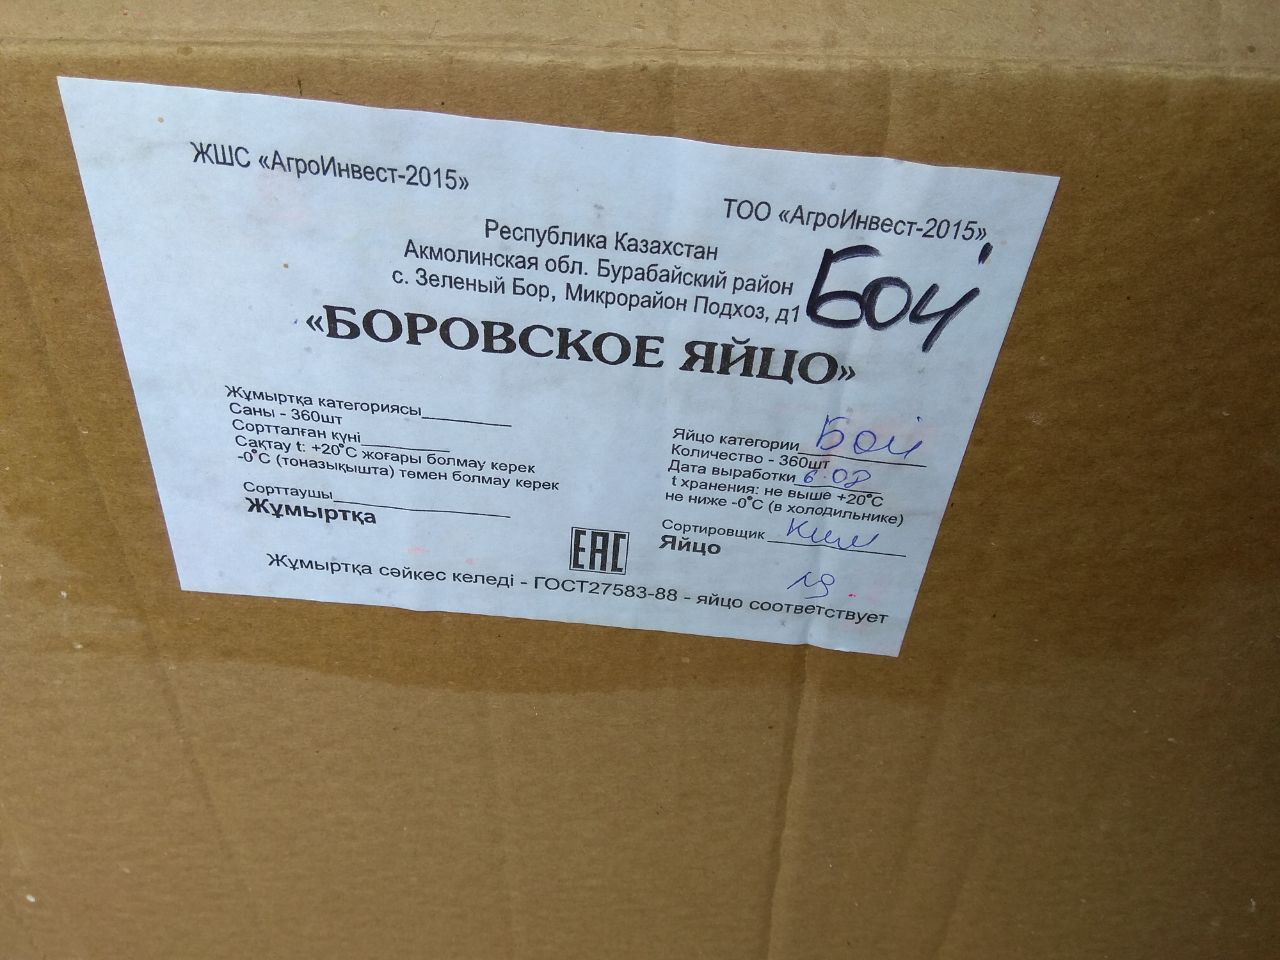 ЖШС «АгроИнвест-2015»
ТОО «АгроИнвест-2015»
Республика Казахстан
Акмолинская обл. Бурабайский район
с. Зеленый Бор, Микрорайон Подхоз, д1
Бой
«БОРОВСКОЕ ЯЙЦО»
Жұмыртқа категориясы
Саны - 360шт
Сортталған күні
Сақтау t: +20°С жоғары болмау керек
-0°С (тоназықышта) төмен болмау керек
Сорттаушы
Жұмыртқа
Яйцо категории Бой
Количество - 360шт
Дата выработки 6.08
t хранения: не выше +20°С
не ниже -0°С (в холодильнике)
Сортировщик
Яйцо
ЕАС
Жұмыртқа сәйкес келеді - ГОСТ27583-88 - яйцо соответствует